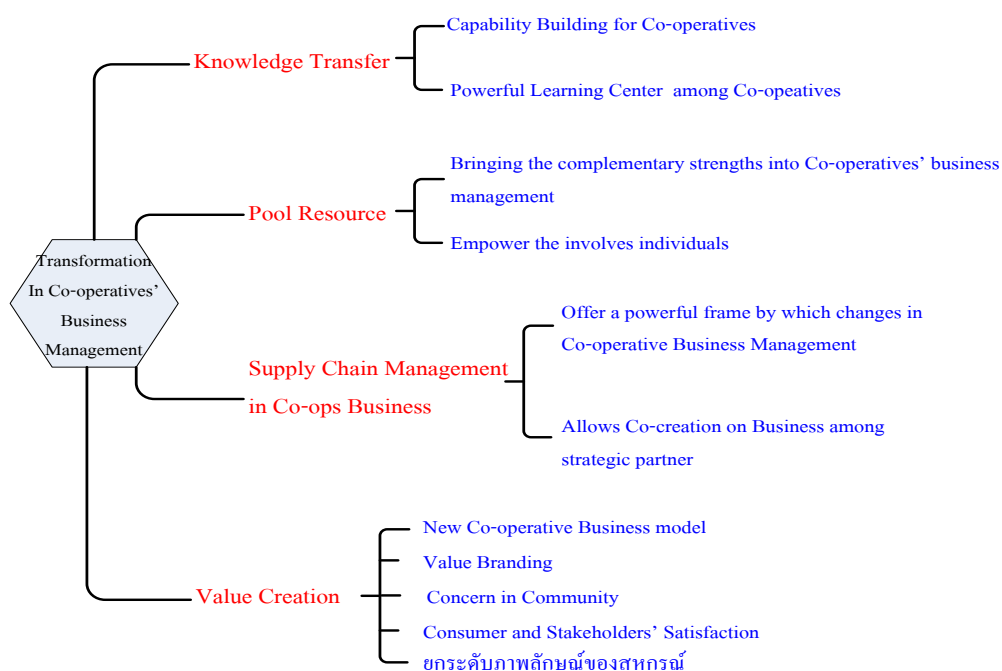 Transformation
In Co-operatives’
Business
Management
Knowledge Transfer
Capability Building for Co-operatives
Powerful Learning Center among Co-opeatives
Pool Resource
Bringing the complementary strengths into Co-operatives’ business
management
Empower the involves individuals
Supply Chain Management
in Co-ops Business
Offer a powerful frame by which changes in
Co-operative Business Management
Allows Co-creation on Business among
strategic partner
Value Creation
New Co-operative Business model
Value Branding
Concern in Community
Consumer and Stakeholders’ Satisfaction
ยกระดับภาพลักษณ์ของสหกรณ์